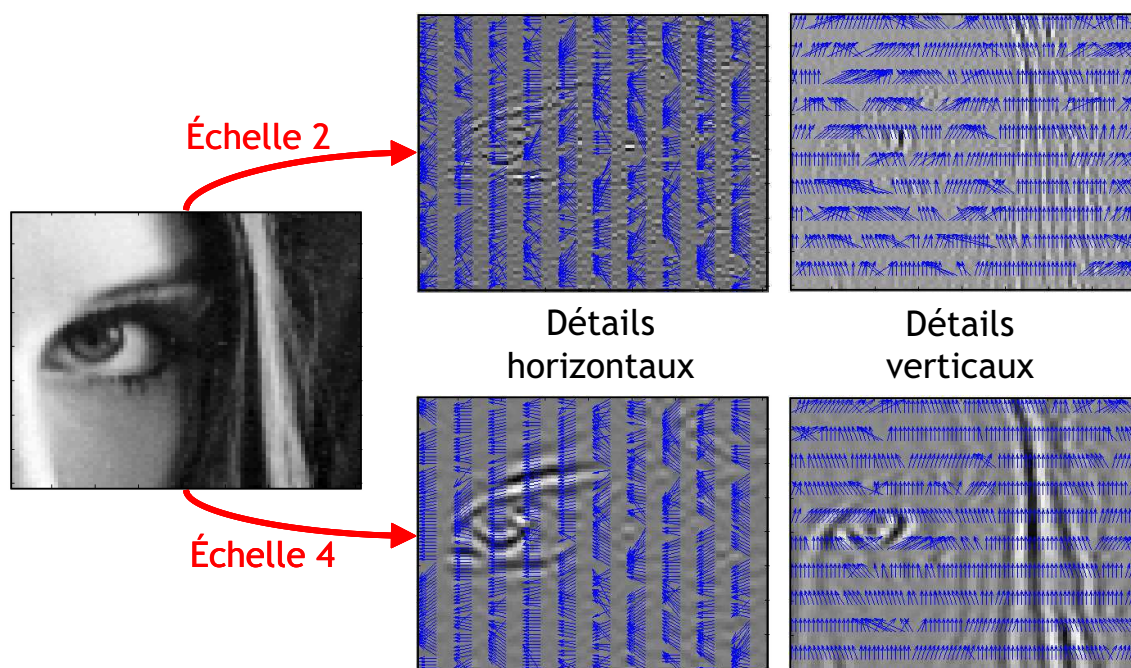 Échelle 2
Détails
horizontaux
Détails
verticaux
Échelle 4